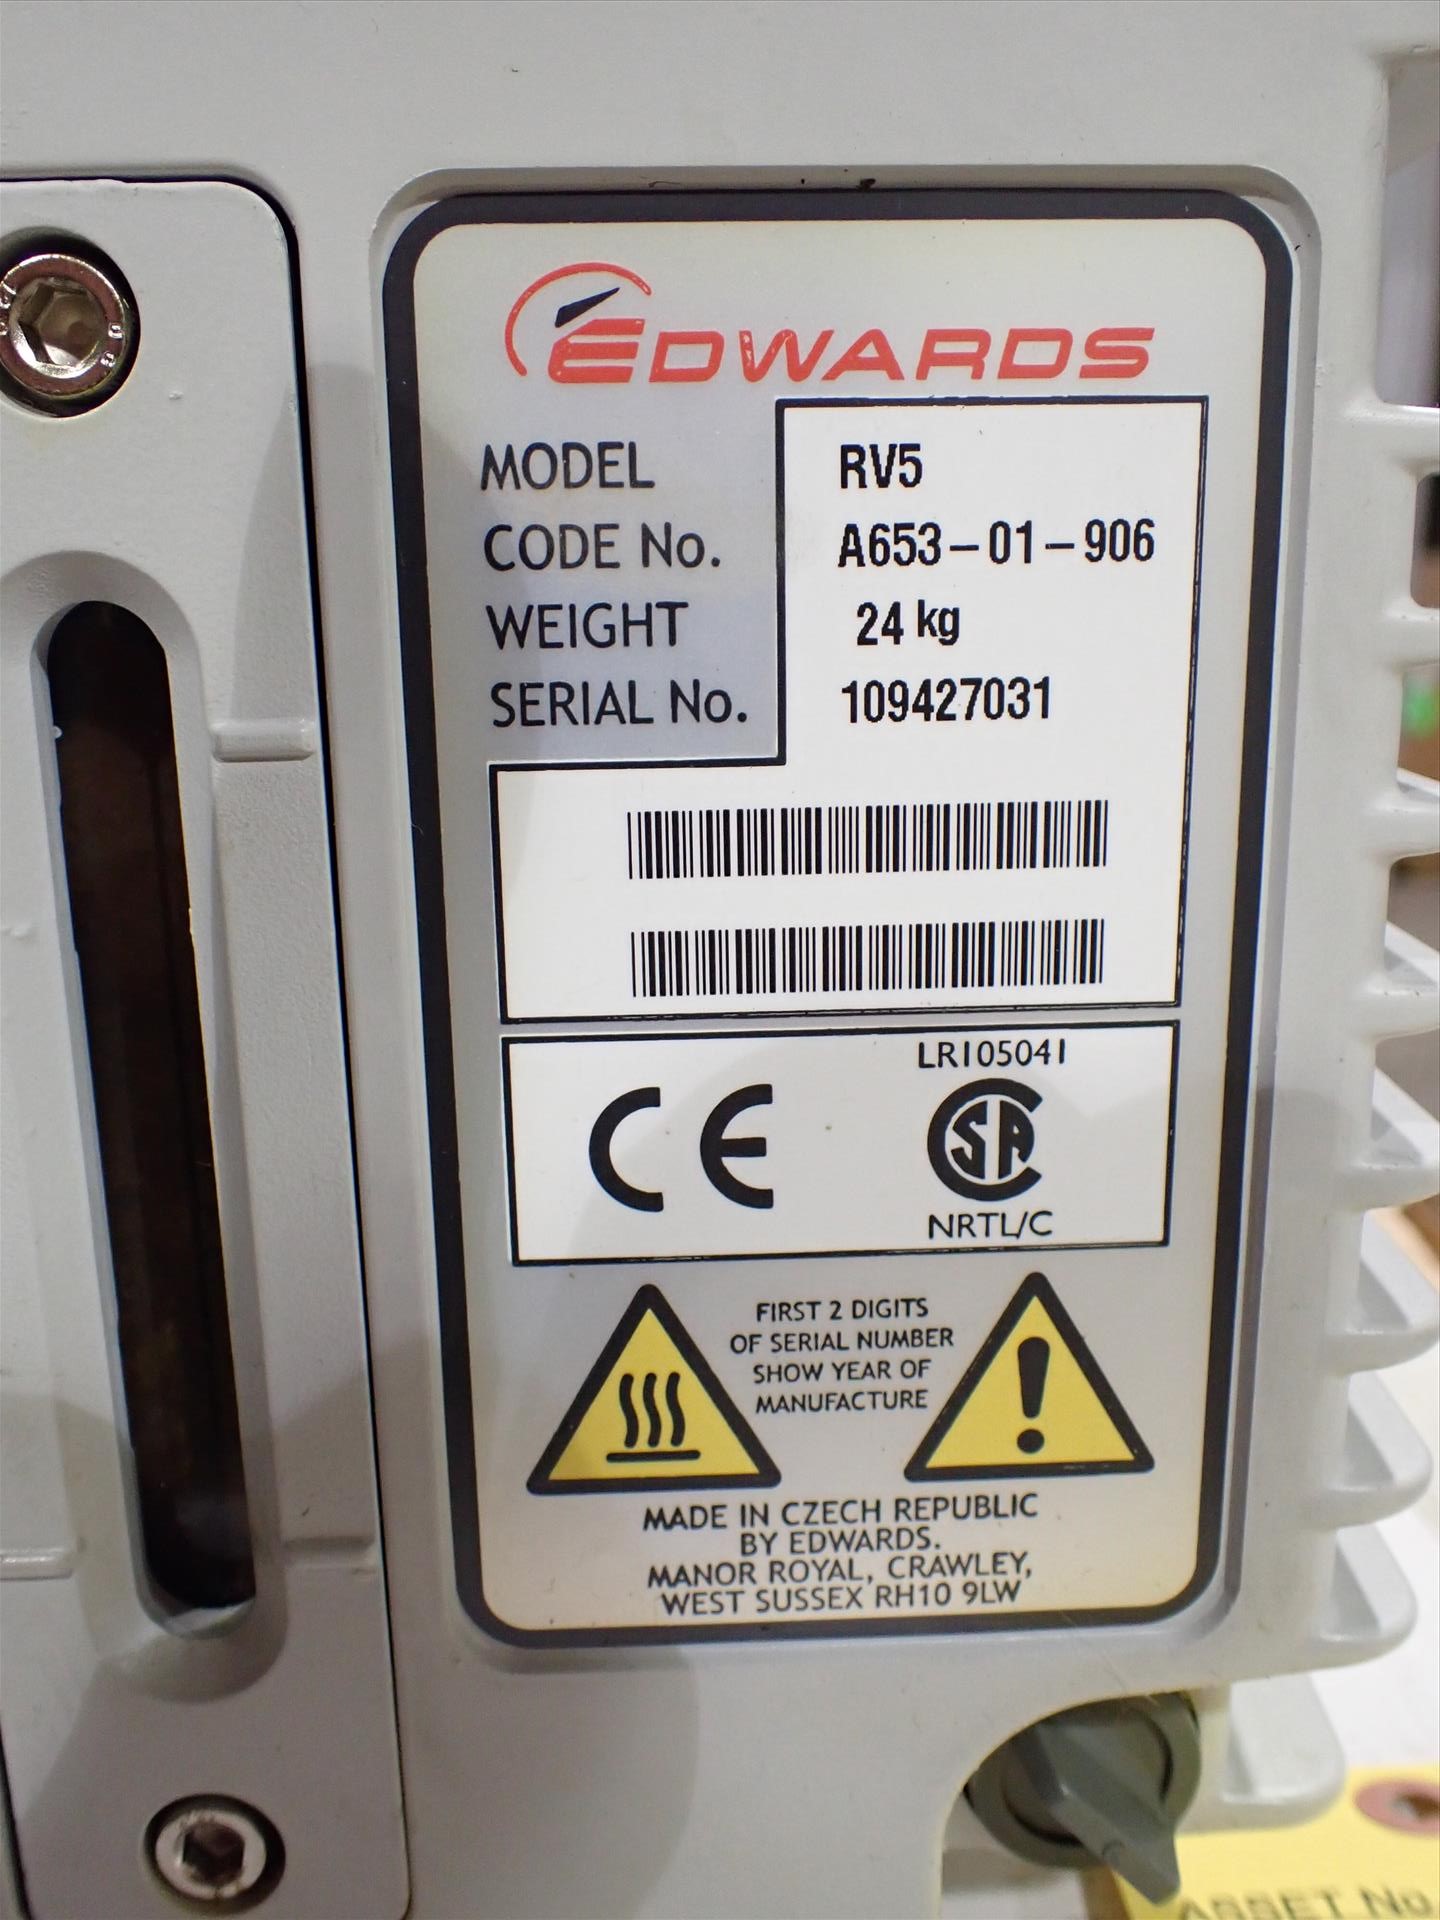 EDWARDS
MODEL RV5
CODE No. A653-01-906
WEIGHT 24 kg
SERIAL No. 109427031
LR105041
CE
NRTL/C
FIRST 2 DIGITS
OF SERIAL NUMBER
SHOW YEAR OF
MANUFACTURE
MADE IN CZECH REPUBLIC
BY EDWARDS.
MANOR ROYAL, CRAWLEY,
WEST SUSSEX RH10 9LW
ASSET No